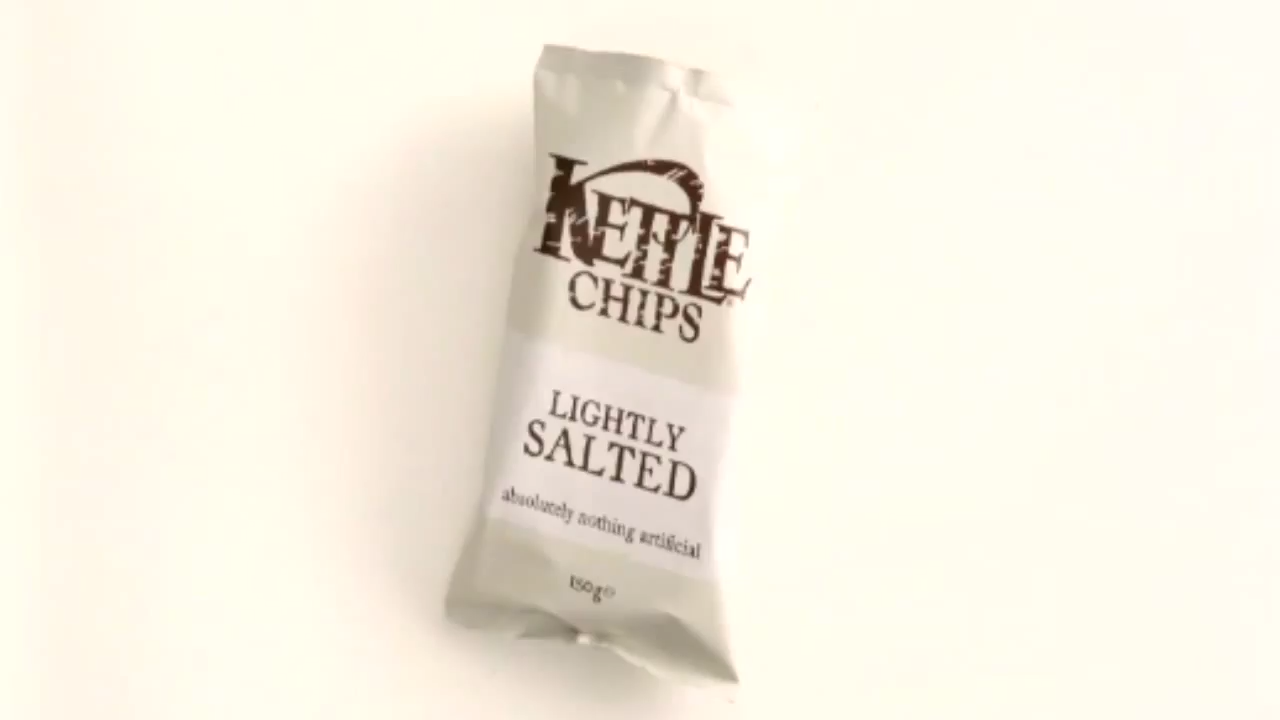 KETTLE
CHIPS
LIGHTLY
SALTED
absolutely nothing artificial
150g℮